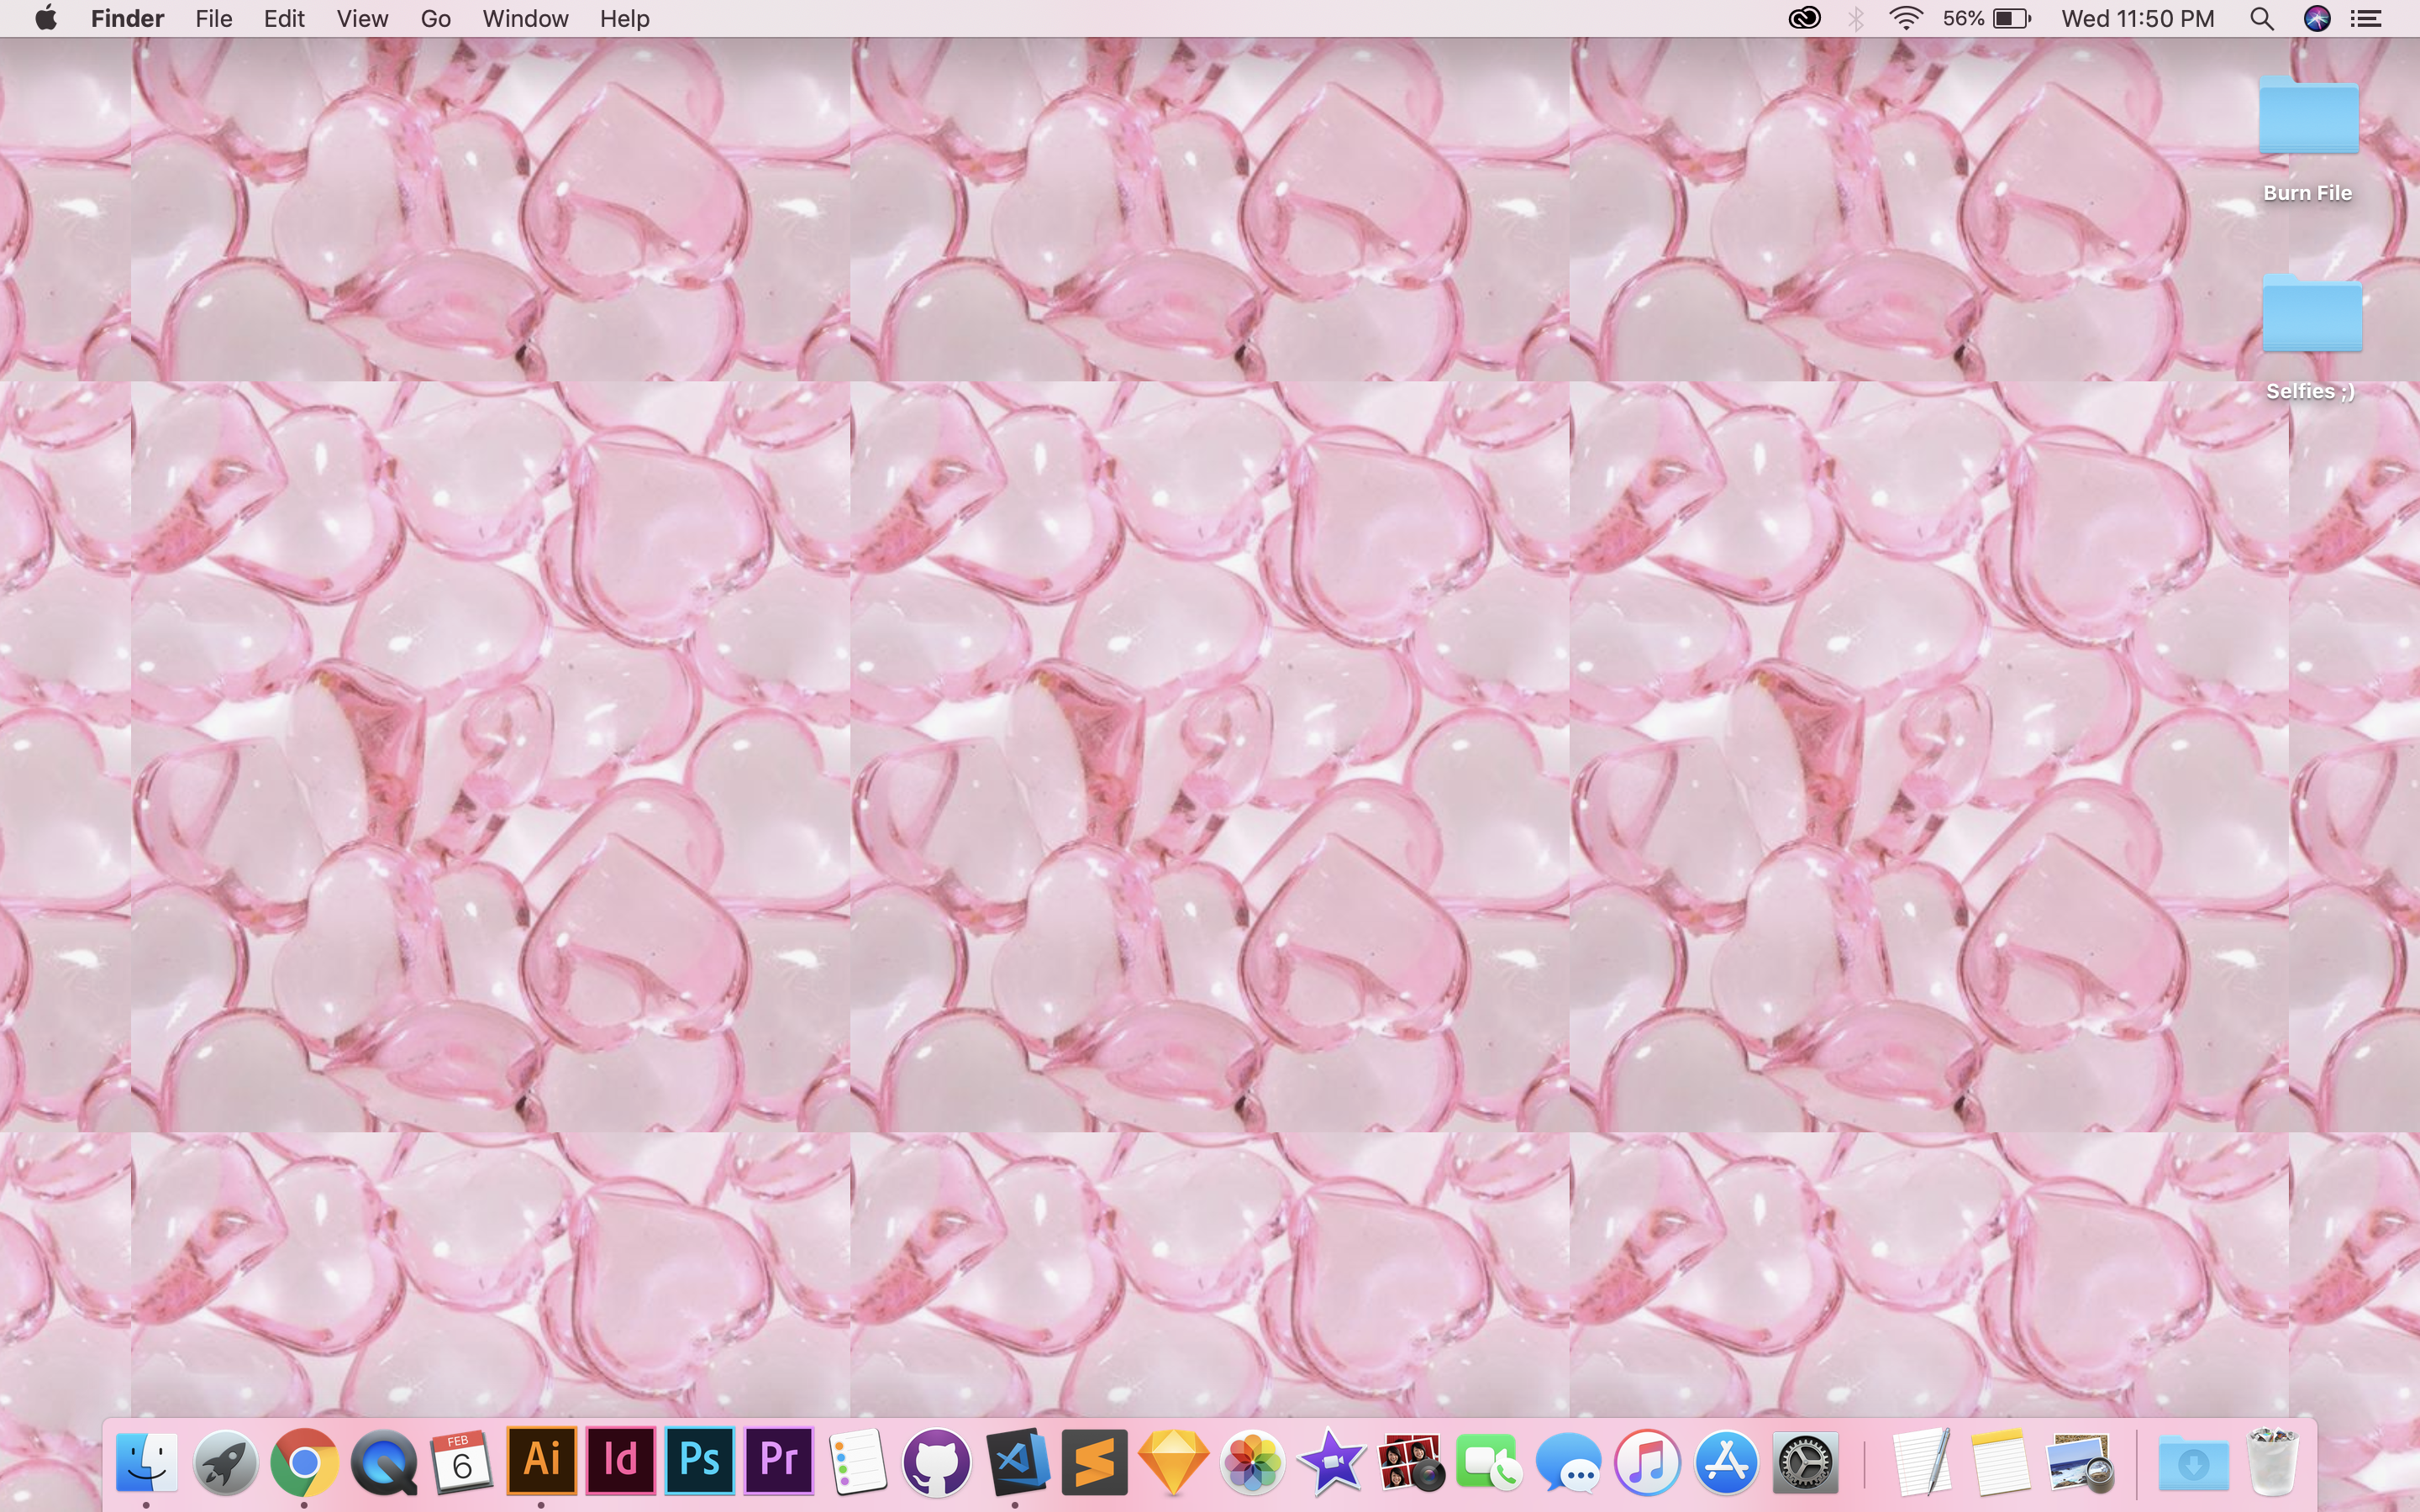 Finder File Edit View Go Window Help 56% Wed 11:50 PM
Burn File
Selfies ;)
FEB
6
Ai Id Ps Pr